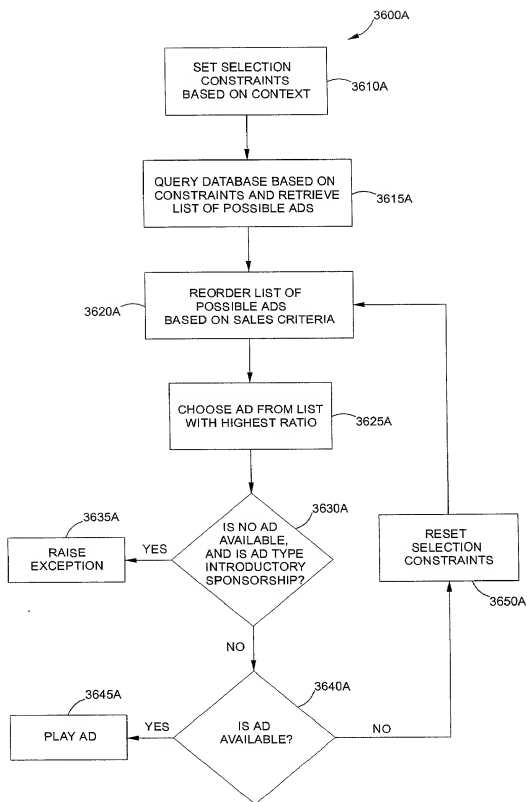 3600A
SET SELECTION
CONSTRAINTS
BASED ON CONTEXT
3610A
QUERY DATABASE BASED ON
CONSTRAINTS AND RETRIEVE
LIST OF POSSIBLE ADS
3615A
REORDER LIST OF
POSSIBLE ADS
BASED ON SALES CRITERIA
3620A
CHOOSE AD FROM LIST
WITH HIGHEST RATIO
3625A
IS NO AD
AVAILABLE,
AND IS AD TYPE
INTRODUCTORY
SPONSORSHIP?
3630A
YES
3635A
RAISE
EXCEPTION
RESET
SELECTION
CONSTRAINTS
3650A
NO
3640A
IS AD
AVAILABLE?
YES
3645A
PLAY AD
NO